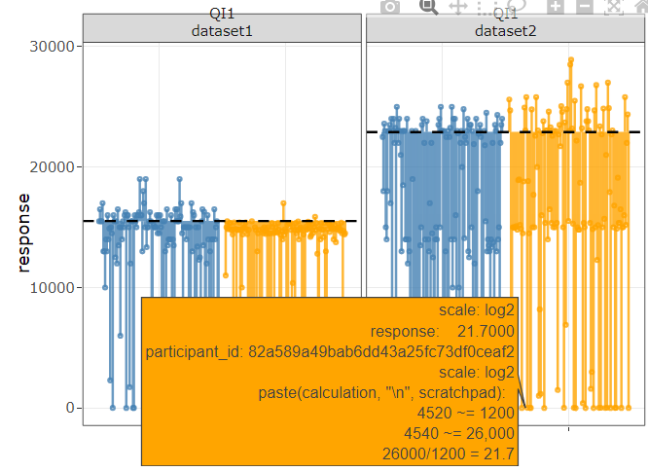 QI1
QI1
dataset1
dataset2
30000
20000
10000
0
response
scale: log2
response: 21.7000
participant_id: 82a589a49bab6dd43a25fc73df0ceaf2
scale: log2
paste(calculation, "\n", scratchpad):
4520 ~= 1200
4540 ~= 26,000
26000/1200 = 21.7